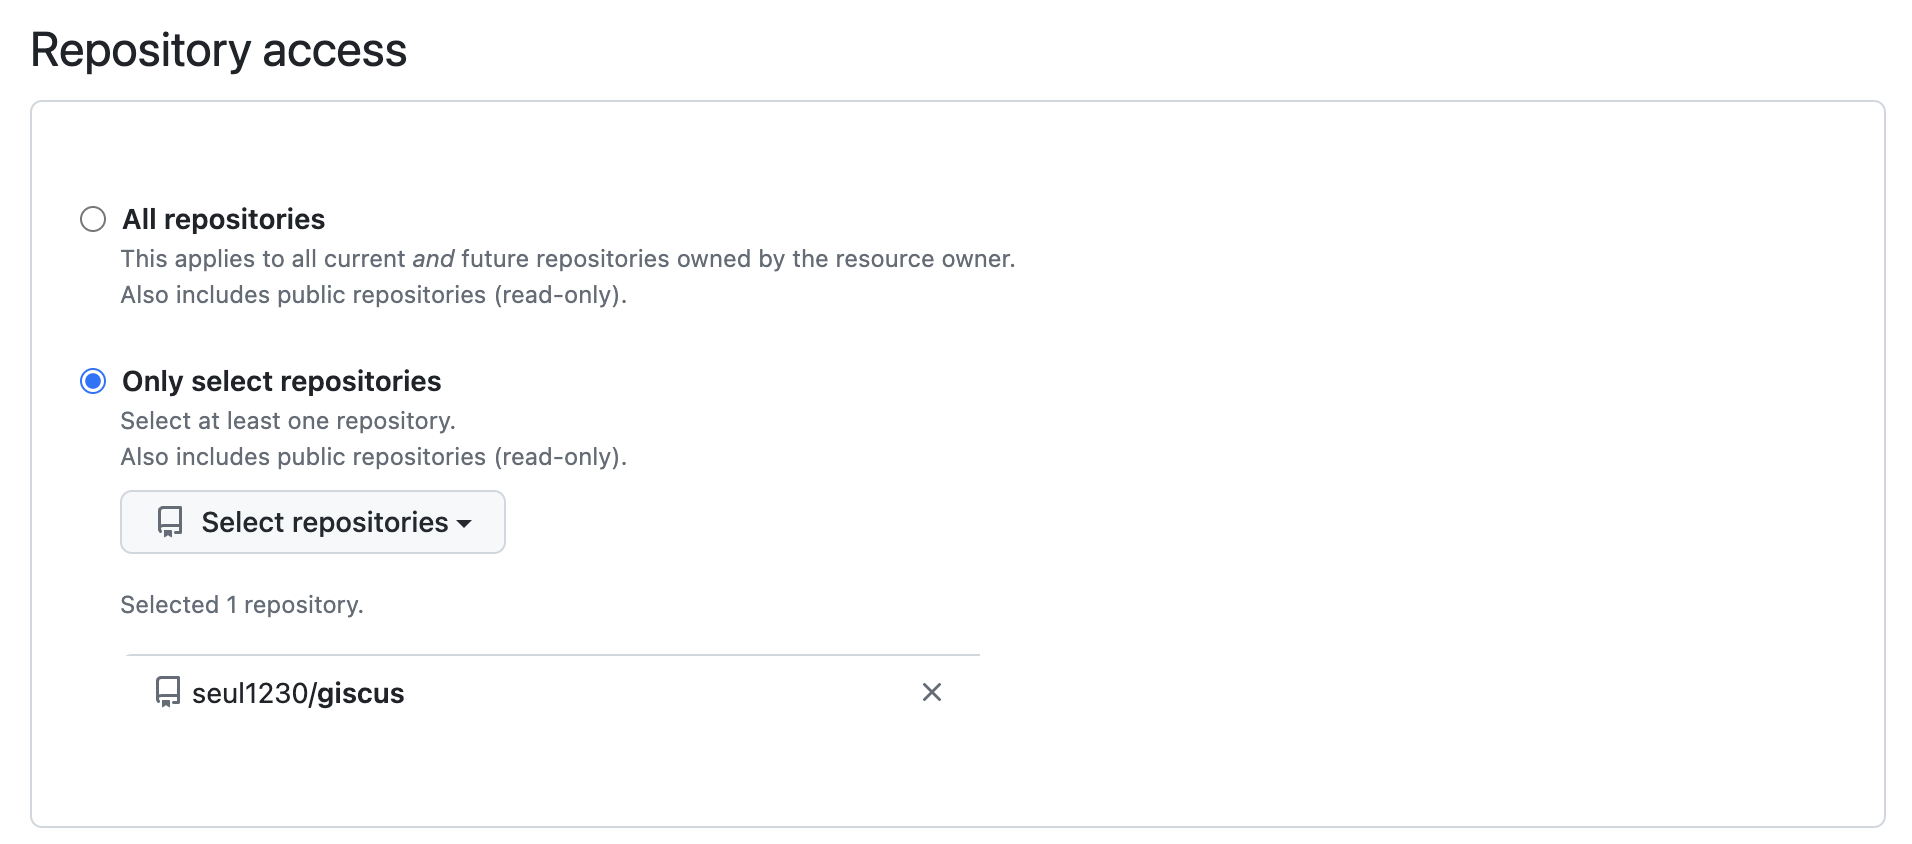 Repository access
All repositories
This applies to all current and future repositories owned by the resource owner.
Also includes public repositories (read-only).
Only select repositories
Select at least one repository.
Also includes public repositories (read-only).
Select repositories
Selected 1 repository.
seul1230/giscus